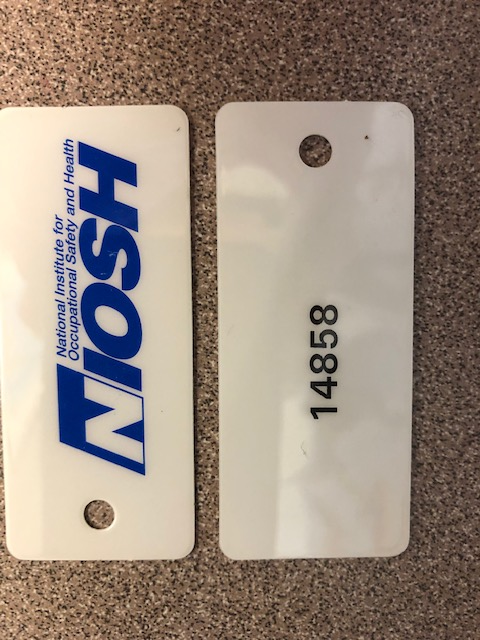 National Institute for
Occupational Safety and Health
NIOSH
14858